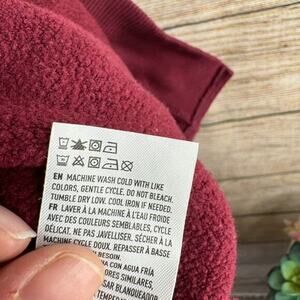 EN MACHINE WASH COLD WITH LIKE
COLORS, GENTLE CYCLE. DO NOT BLEACH.
TUMBLE DRY LOW. COOL IRON IF NEEDED.
FR LAVER À LA MACHINE À L'EAU FROIDE
AVEC DES COULEURS SEMBLABLES, CYCLE
DOUX. NE PAS JAVELLISER. SÉCHER À LA
MACHINE CYCLE DOUX. REPASSER À BASSE
BESOIN.
CON AGUA FRÍA
SIMILARES,
BLANQUEADOR.